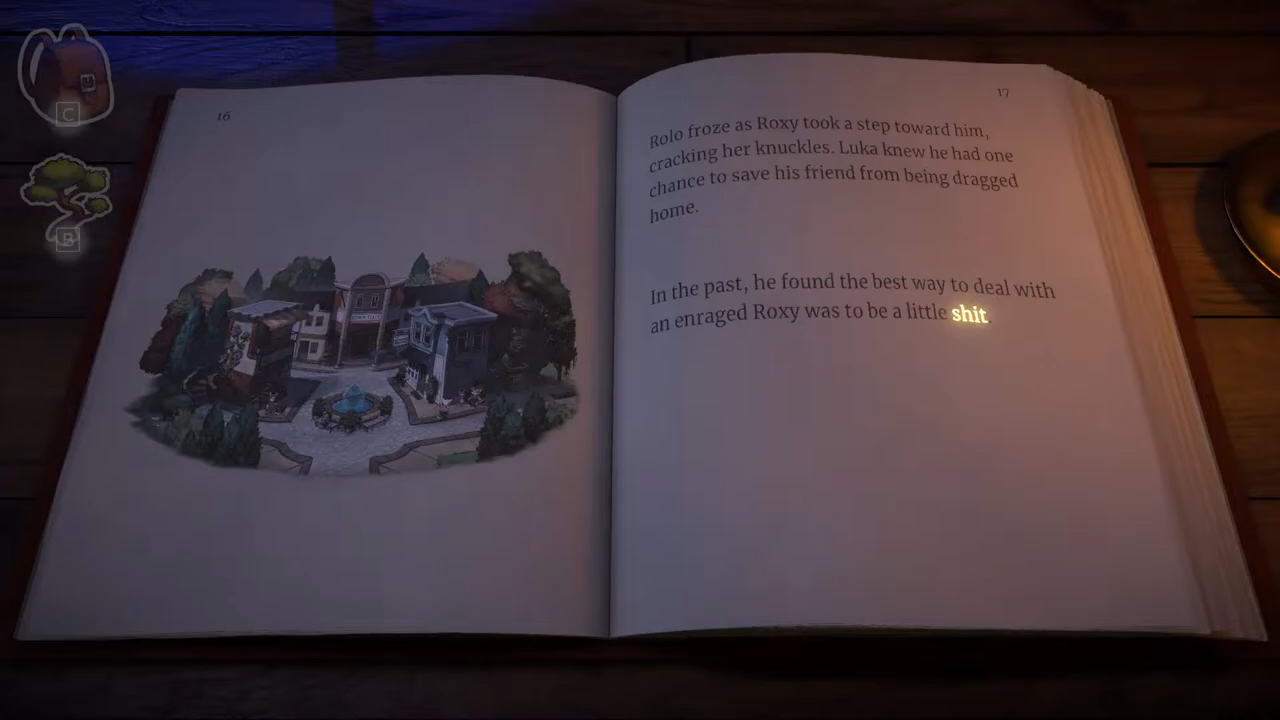 C
B
16
17
Rolo froze as Roxy took a step toward him,
cracking her knuckles. Luka knew he had one
chance to save his friend from being dragged
home.
In the past, he found the best way to deal with
an enraged Roxy was to be a little shit.